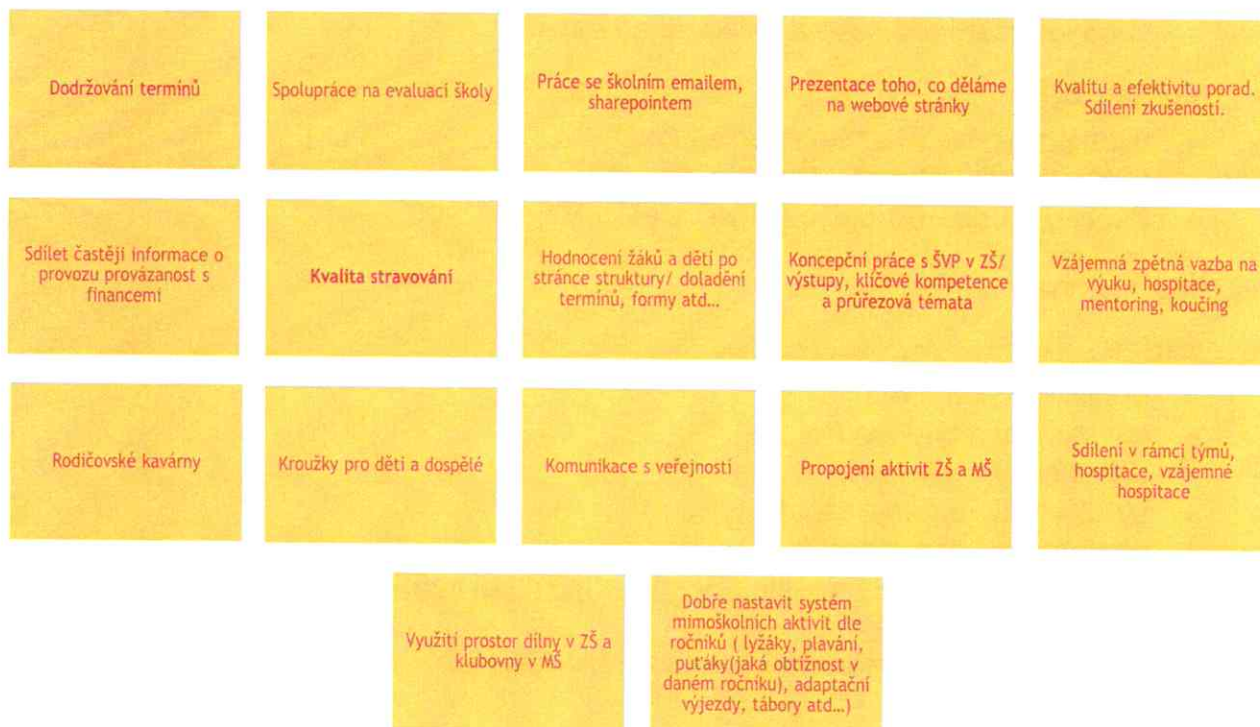 Dodržování termínů
Spolupráce na evaluaci školy
Práce se školním emailem,
sharepointem
Prezentace toho, co děláme
na webové stránky
Kvalitu a efektivitu porad.
Sdílení zkušeností.
Sdílet častěji informace o
provozu provázanost s
financemi
Kvalita stravování
Hodnocení žáků a dětí po
stránce struktury/ doladění
termínů, formy atd...
Koncepční práce s ŠVP v ZŠ/
výstupy, klíčové kompetence
a průřezová témata
Vzájemná zpětná vazba na
výuku, hospitace,
mentoring, koučing
Rodičovské kavárny
Kroužky pro děti a dospělé
Komunikace s veřejností
Propojení aktivit ZŠ a MŠ
Sdílení v rámci týmů,
hospitace, vzájemné
hospitace
Využití prostor dílny v ZŠ a
klubovny v MŠ
Dobře nastavit systém
mimoškolních aktivit dle
ročníků ( lyžáky, plavání,
puťáky(jaká obtížnost v
daném ročníku), adaptační
výjezdy, tábory atd...)